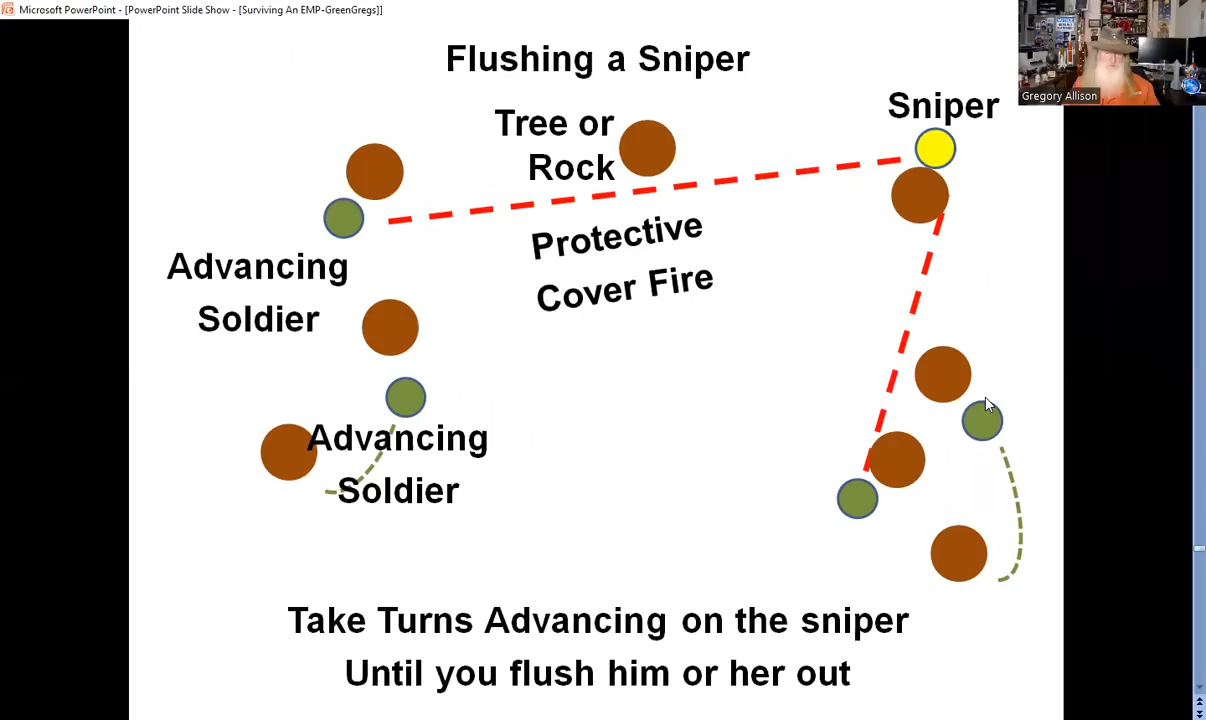 Microsoft PowerPoint - [PowerPoint Slide Show - [Surviving An EMP-GreenGregs]]
Flushing a Sniper
Gregory Allison
Sniper
Tree or
Rock
Protective
Cover Fire
Advancing
Soldier
Advancing
Soldier
Take Turns Advancing on the sniper
Until you flush him or her out